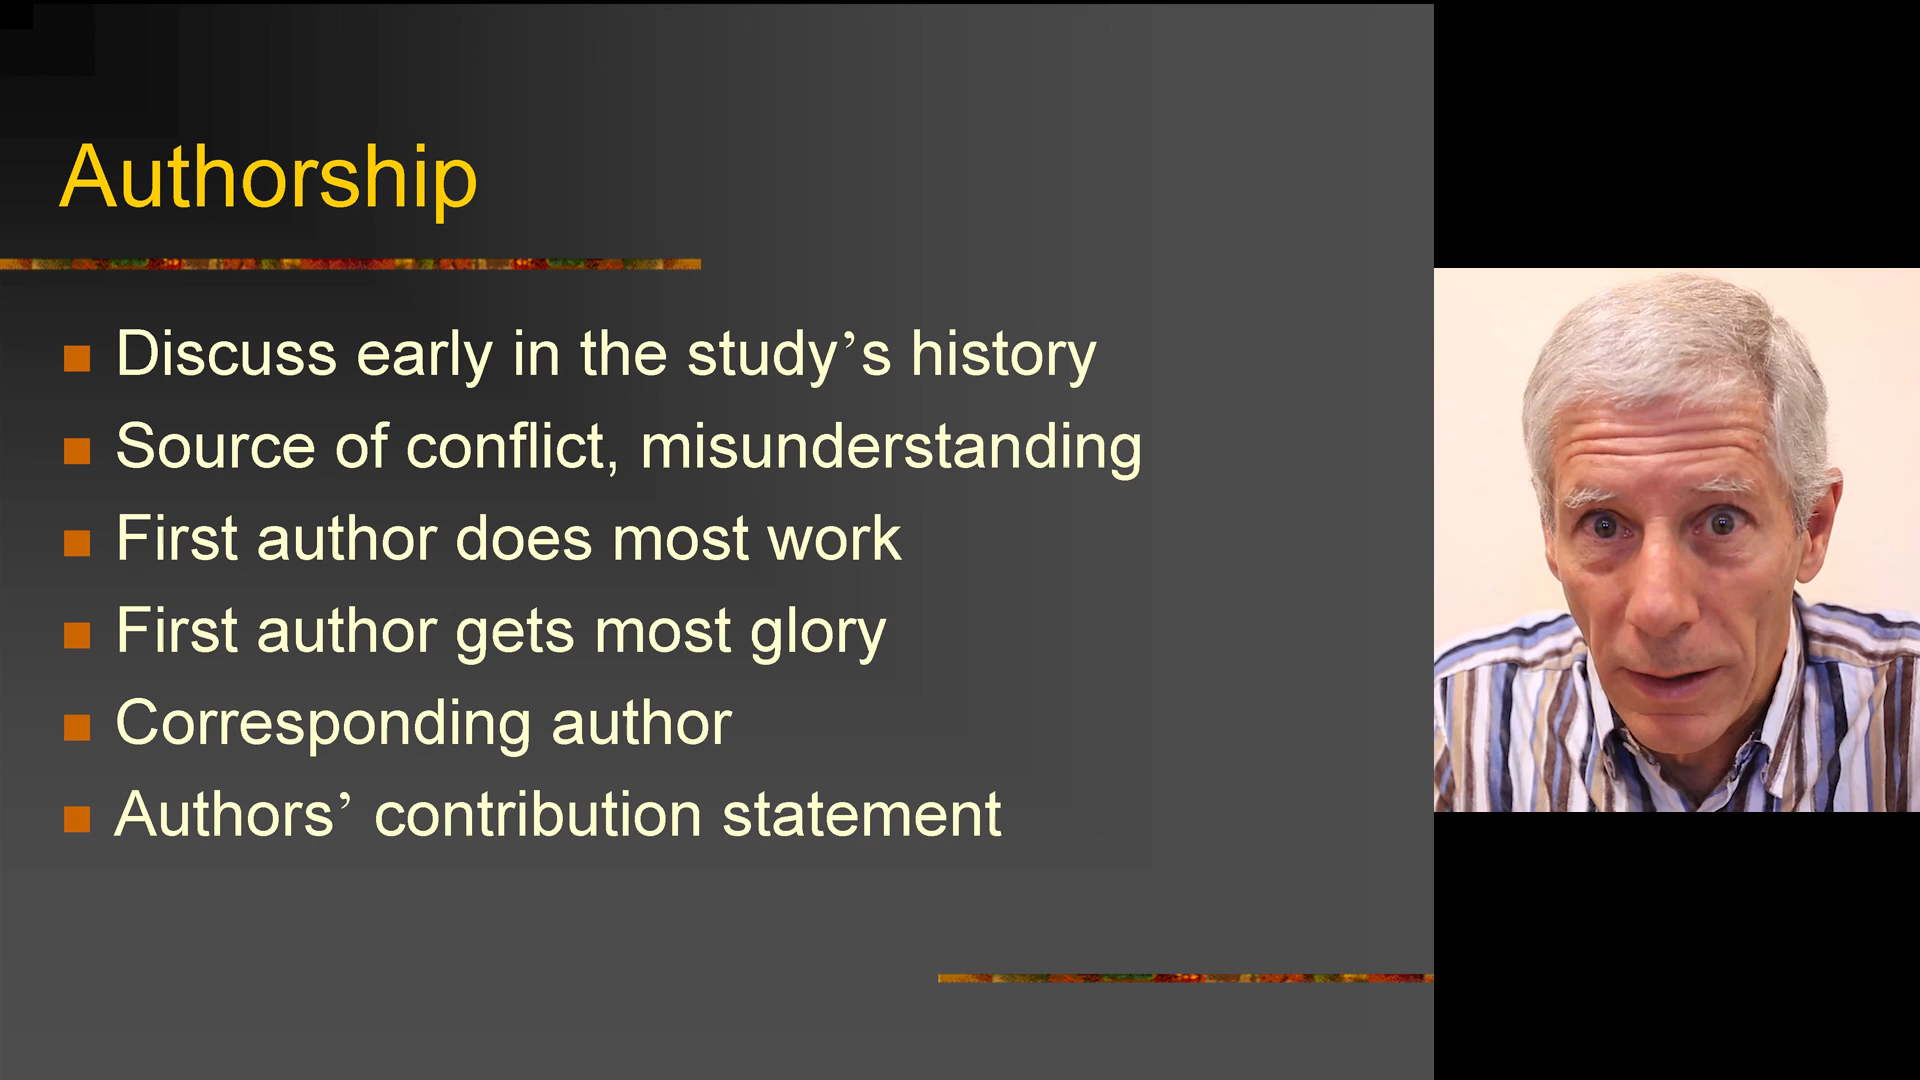 Authorship
Discuss early in the study’s history
Source of conflict, misunderstanding
First author does most work
First author gets most glory
Corresponding author
Authors’ contribution statement